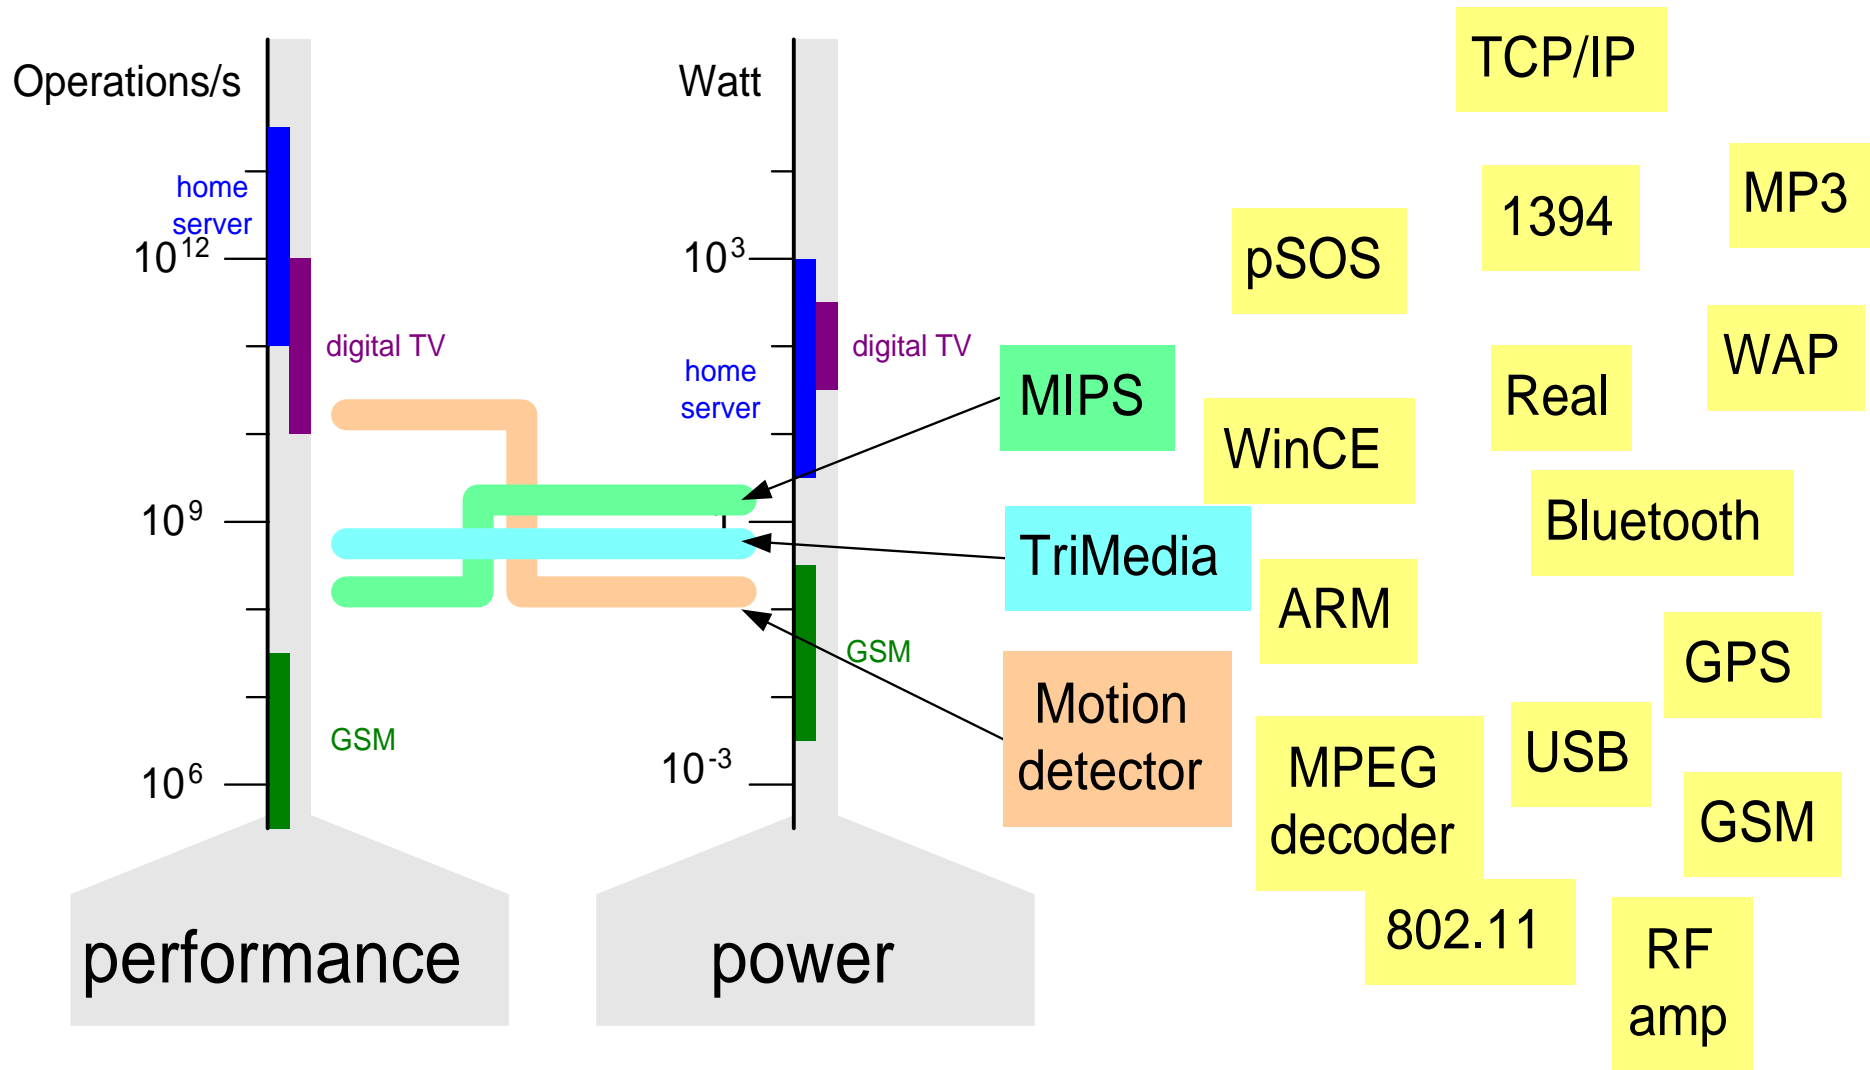 Operations/s
home
server
10^12
digital TV
10^9
GSM
10^6
performance
Watt
10^3
digital TV
home
server
GSM
10^-3
power
MIPS
TriMedia
Motion
detector
TCP/IP
MP3
1394
pSOS
WAP
Real
WinCE
Bluetooth
ARM
GPS
USB
MPEG
decoder
GSM
802.11
RF
amp